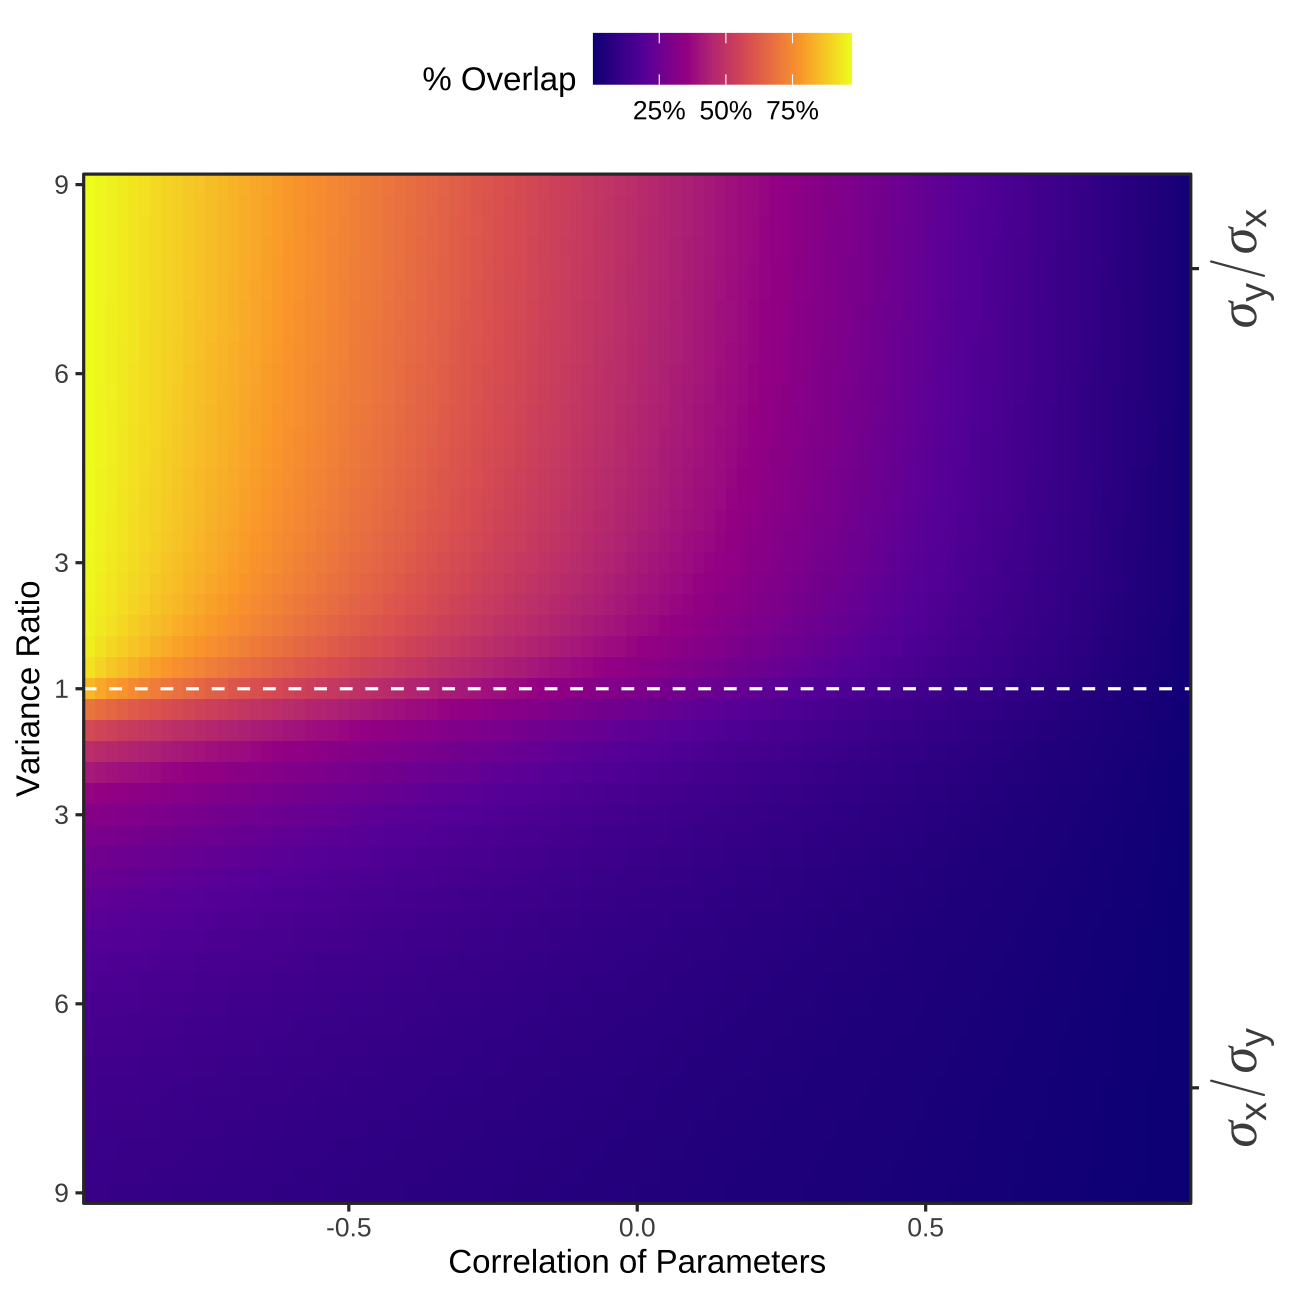 % Overlap
25% 50% 75%
9
6
3
1
3
6
9
Variance Ratio
σy/σx
σx/σy
-0.5 0.0 0.5
Correlation of Parameters